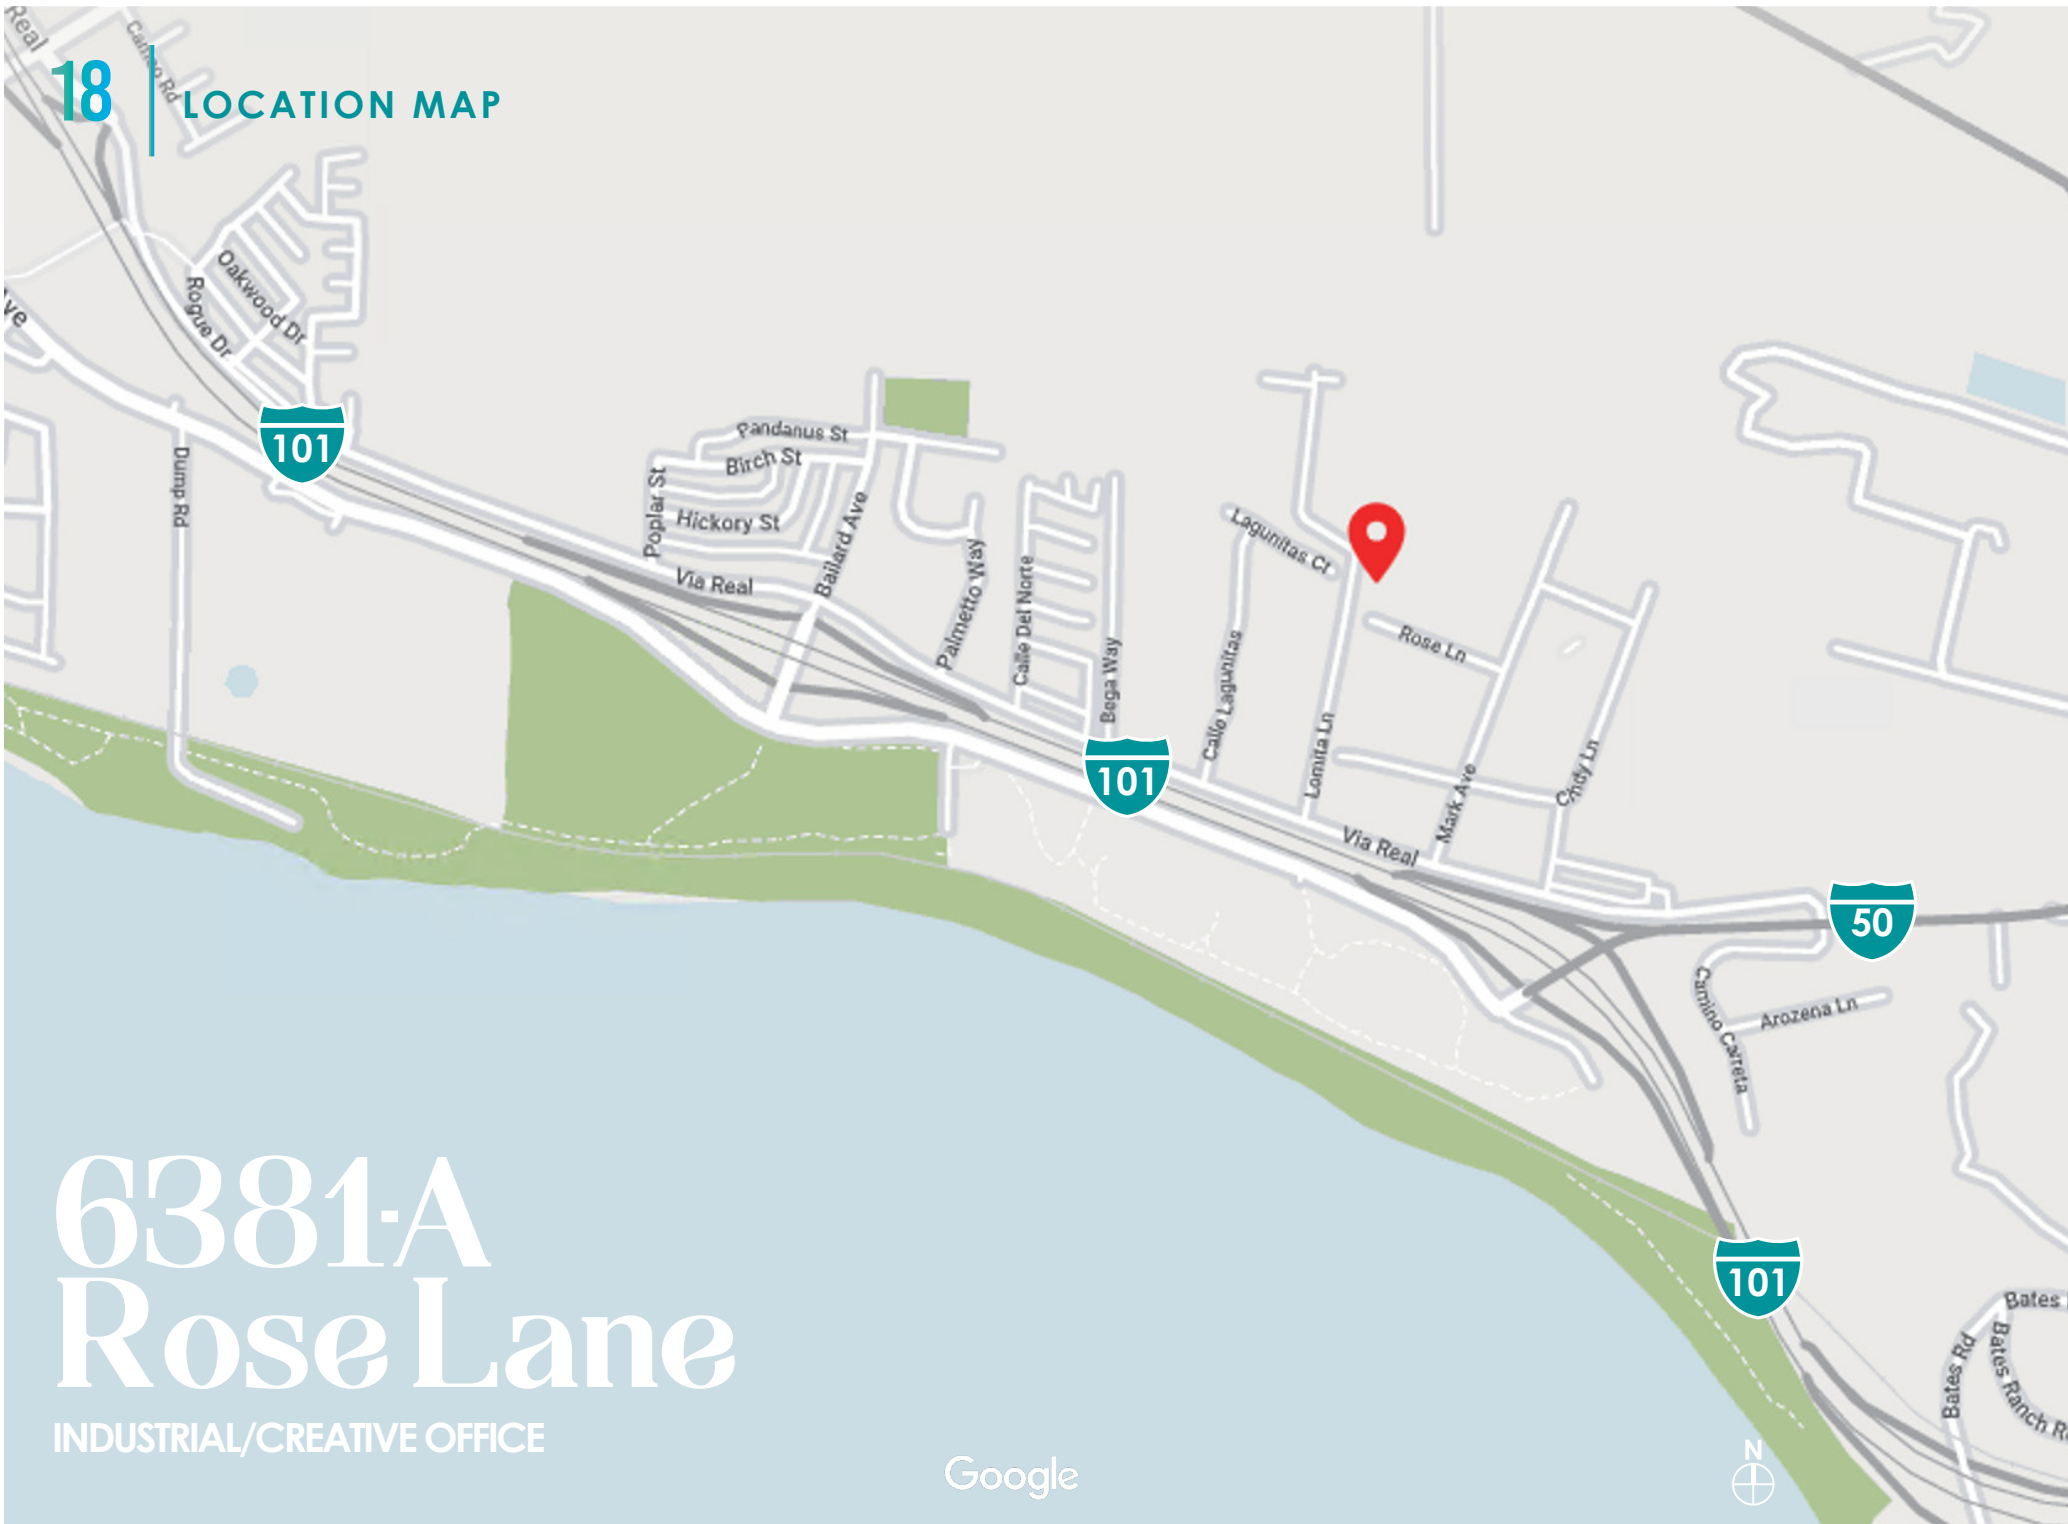 Real
Cameo Rd
18
LOCATION MAP
Oakwood Dr
Rogue Dr
Dump Rd
101
Pandanus St
Birch St
Poplar St
Hickory St
Bailard Ave
Via Real
Palmetto Way
Calle Del Norte
Bega Way
Lagunitas Ct
Calle Lagunitas
Rose Ln
Lomita Ln
101
Mark Ave
Cindy Ln
Via Real
50
Camino Carreta
Arozena Ln
6381-A
Rose Lane
INDUSTRIAL/CREATIVE OFFICE
101
Bates
Bates Rd
Bates Ranch
Google
N